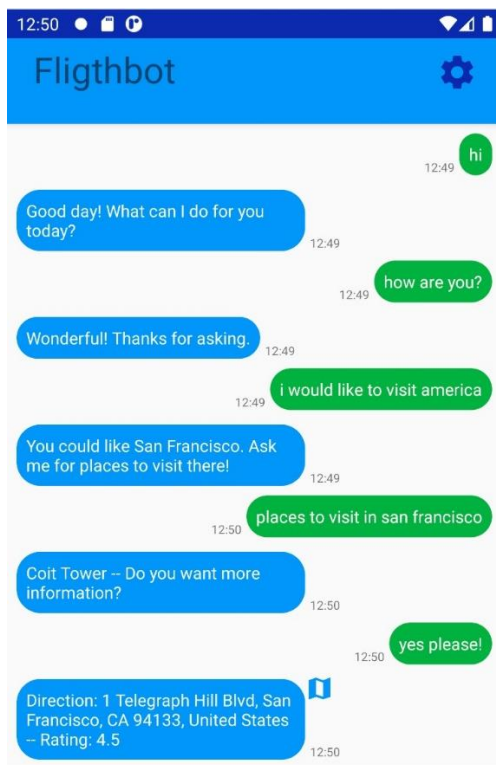 12:50
Fligthbot
hi
12:49
Good day! What can I do for you
today?
12:49
how are you?
12:49
Wonderful! Thanks for asking.
12:49
i would like to visit america
12:49
You could like San Francisco. Ask
me for places to visit there!
12:49
places to visit in san francisco
12:50
Coit Tower -- Do you want more
information?
12:50
yes please!
12:50
Direction: 1 Telegraph Hill Blvd, San
Francisco, CA 94133, United States
-- Rating: 4.5
12:50